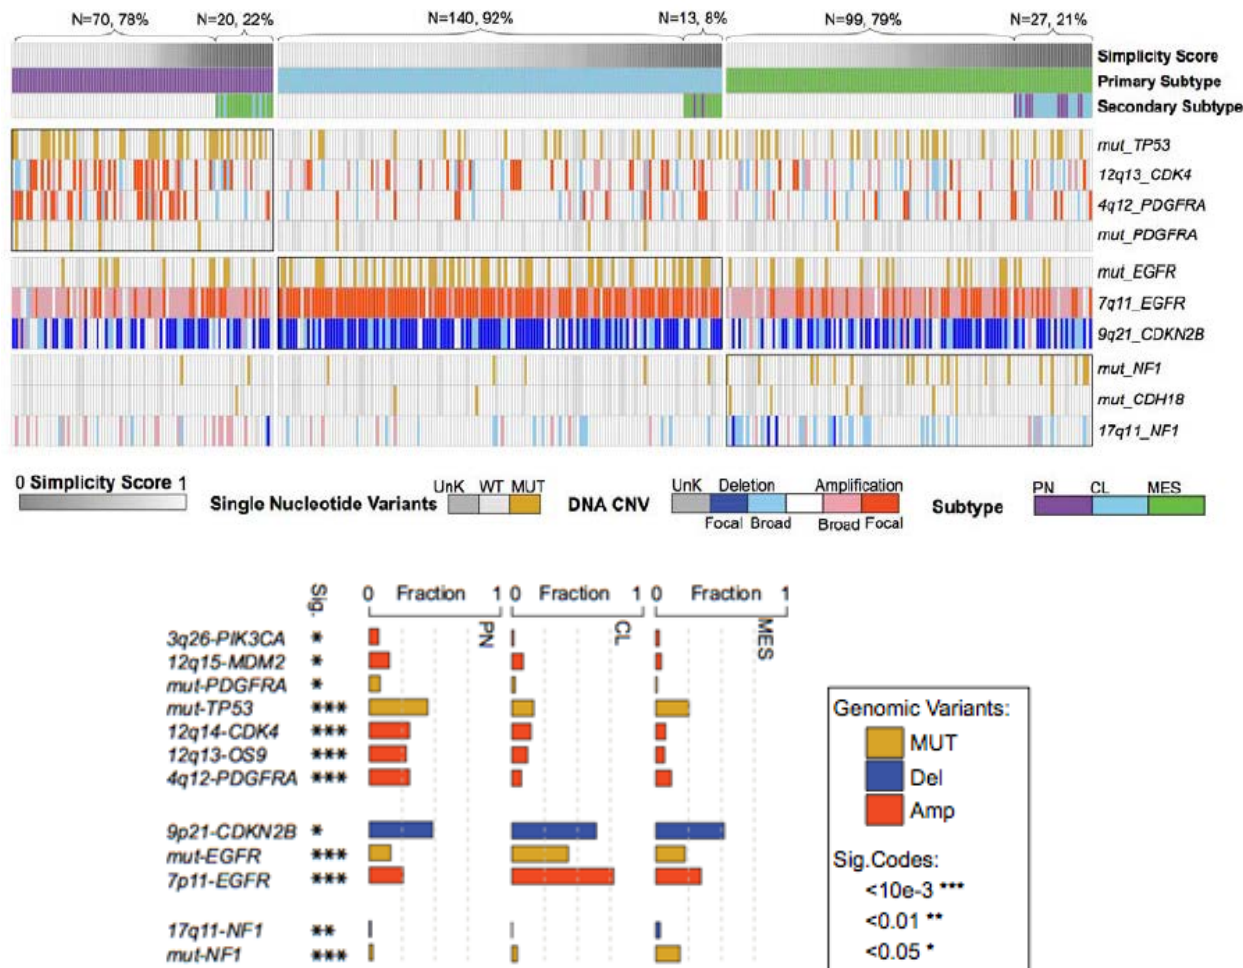 N=70, 78% N=20, 22% N=140, 92% N=13, 8% N=99, 79% N=27, 21%
Simplicity Score
Primary Subtype
Secondary Subtype
mut_TP53
12q13_CDK4
4q12_PDGFRA
mut_PDGFRA
mut_EGFR
7q11_EGFR
9q21_CDKN2B
mut_NF1
mut_CDH18
17q11_NF1
0 Simplicity Score 1
Single Nucleotide Variants
UnK WT MUT
DNA CNV
UnK Deletion Amplification
Focal Broad Broad Focal
Subtype
PN CL MES
Sig.
0 Fraction 1
PN
0 Fraction 1
CL
0 Fraction 1
MES
3q26-PIK3CA *
12q15-MDM2 *
mut-PDGFRA *
mut-TP53 ***
12q14-CDK4 ***
12q13-OS9 ***
4q12-PDGFRA ***
9p21-CDKN2B *
mut-EGFR ***
7p11-EGFR ***
17q11-NF1 **
mut-NF1 ***
Genomic Variants:
MUT
Del
Amp
Sig.Codes:
<10e-3 ***
<0.01 **
<0.05 *